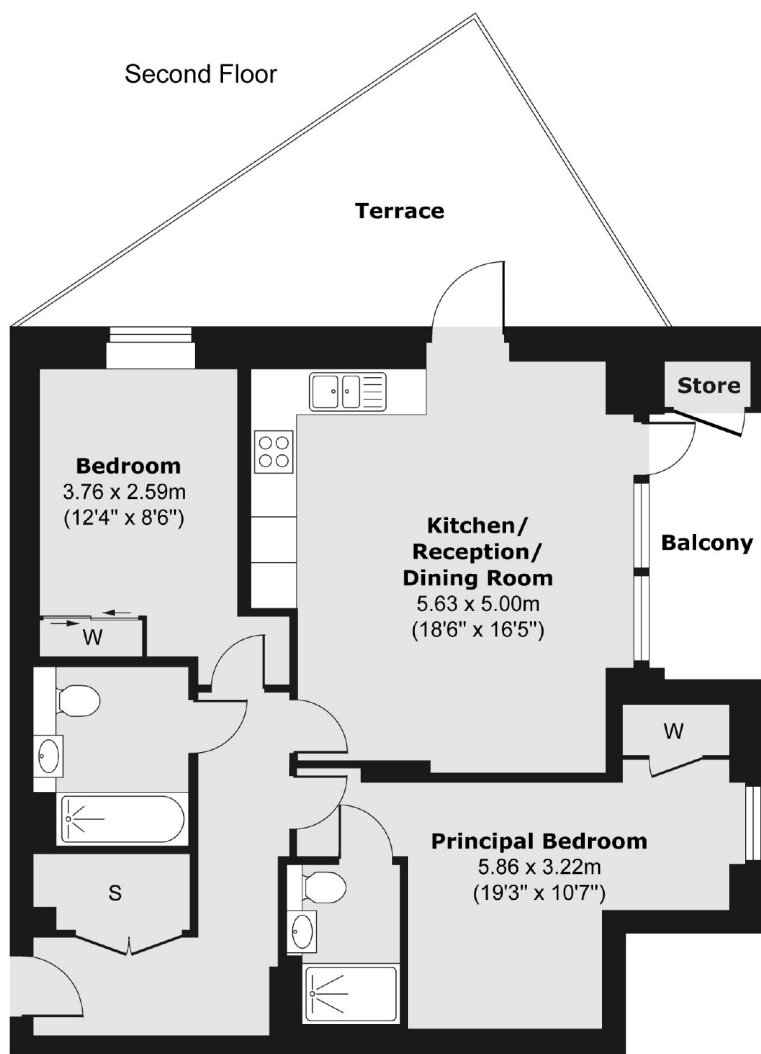 Second Floor
Terrace
Store
Bedroom
3.76 x 2.59m
(12'4" x 8'6")
Kitchen/
Reception/
Dining Room
5.63 x 5.00m
(18'6" x 16'5")
Balcony
W
W
Principal Bedroom
5.86 x 3.22m
(19'3" x 10'7")
S